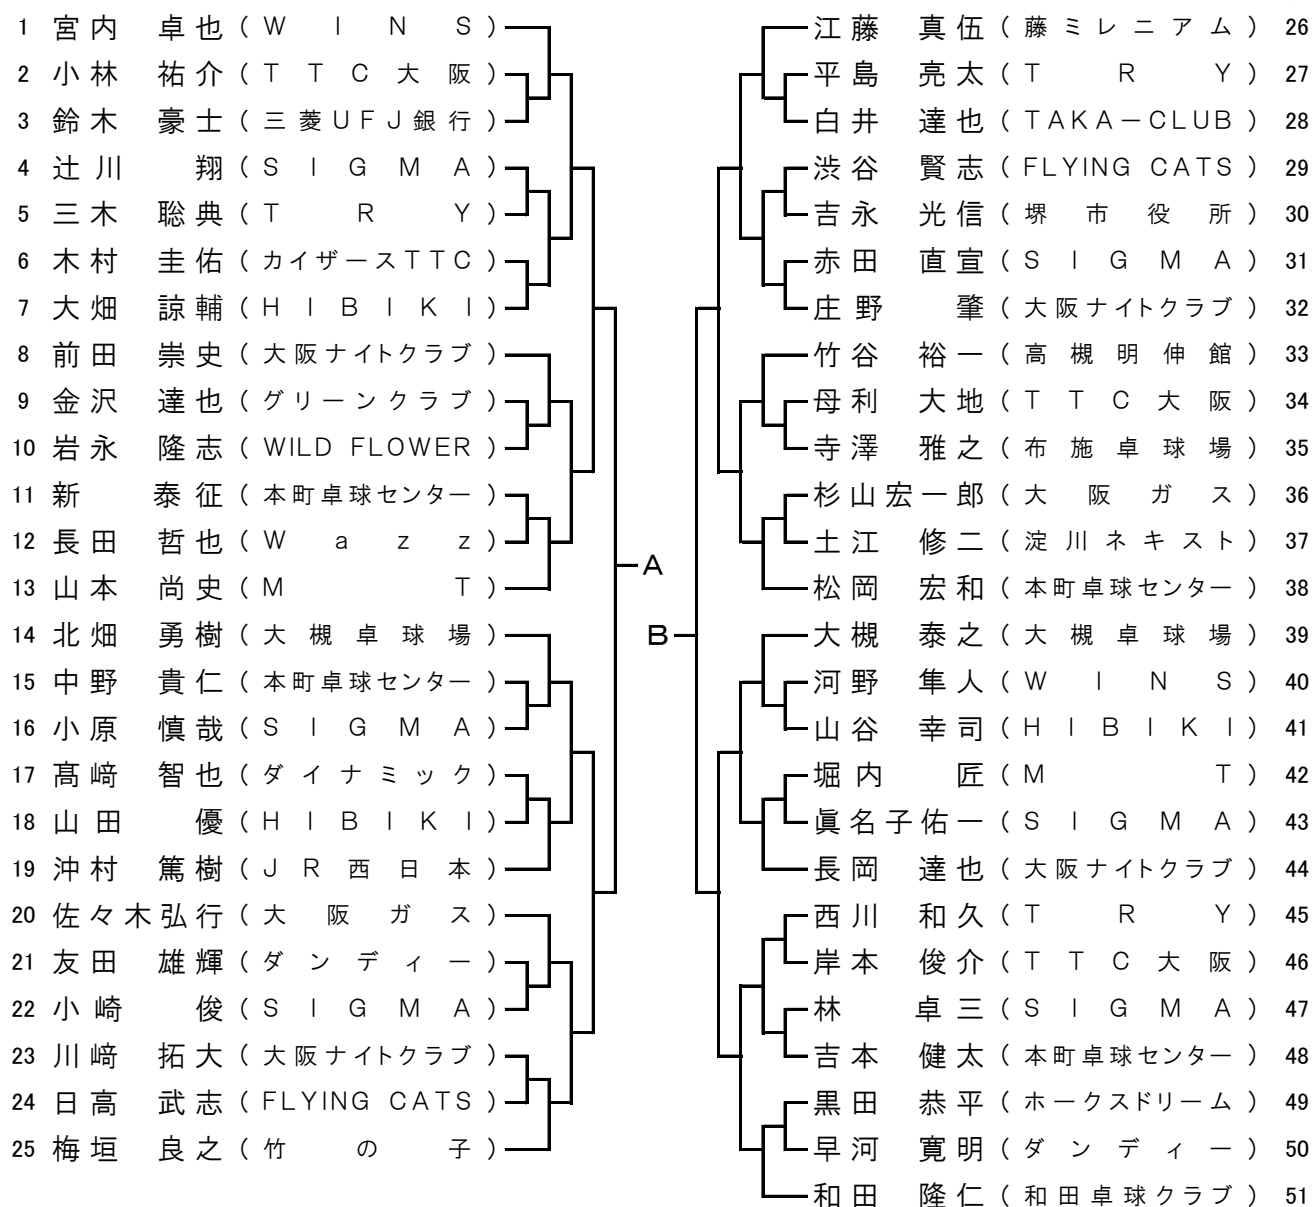 1 宮内 卓也 (WINS)
2 小林 祐介 (TTC大阪)
3 鈴木 豪士 (三菱UFJ銀行)
4 辻川 翔 (SIGMA)
5 三木 聡典 (TRY)
6 木村 圭佑 (カイザースTTC)
7 大畑 諒輔 (HIBIKI)
8 前田 崇史 (大阪ナイトクラブ)
9 金沢 達也 (グリーンクラブ)
10 岩永 隆志 (WILD FLOWER)
11 新 泰征 (本町卓球センター)
12 長田 哲也 (Wazz)
13 山本 尚史 (MT)
14 北畑 勇樹 (大槻卓球場)
15 中野 貴仁 (本町卓球センター)
16 小原 慎哉 (SIGMA)
17 髙﨑 智也 (ダイナミック)
18 山田 優 (HIBIKI)
19 沖村 篤樹 (JR西日本)
20 佐々木弘行 (大阪ガス)
21 友田 雄輝 (ダンディー)
22 小崎 俊 (SIGMA)
23 川﨑 拓大 (大阪ナイトクラブ)
24 日高 武志 (FLYING CATS)
25 梅垣 良之 (竹の子)
A
B
江藤 真伍 (藤ミレニアム) 26
平島 亮太 (TRY) 27
白井 達也 (TAKA－CLUB) 28
渋谷 賢志 (FLYING CATS) 29
吉永 光信 (堺市役所) 30
赤田 直宣 (SIGMA) 31
庄野 肇 (大阪ナイトクラブ) 32
竹谷 裕一 (高槻明伸館) 33
母利 大地 (TTC大阪) 34
寺澤 雅之 (布施卓球場) 35
杉山宏一郎 (大阪ガス) 36
土江 修二 (淀川ネキスト) 37
松岡 宏和 (本町卓球センター) 38
大槻 泰之 (大槻卓球場) 39
河野 隼人 (WINS) 40
山谷 幸司 (HIBIKI) 41
堀内 匠 (MT) 42
眞名子佑一 (SIGMA) 43
長岡 達也 (大阪ナイトクラブ) 44
西川 和久 (TRY) 45
岸本 俊介 (TTC大阪) 46
林 卓三 (SIGMA) 47
吉本 健太 (本町卓球センター) 48
黒田 恭平 (ホークスドリーム) 49
早河 寛明 (ダンディー) 50
和田 隆仁 (和田卓球クラブ) 51